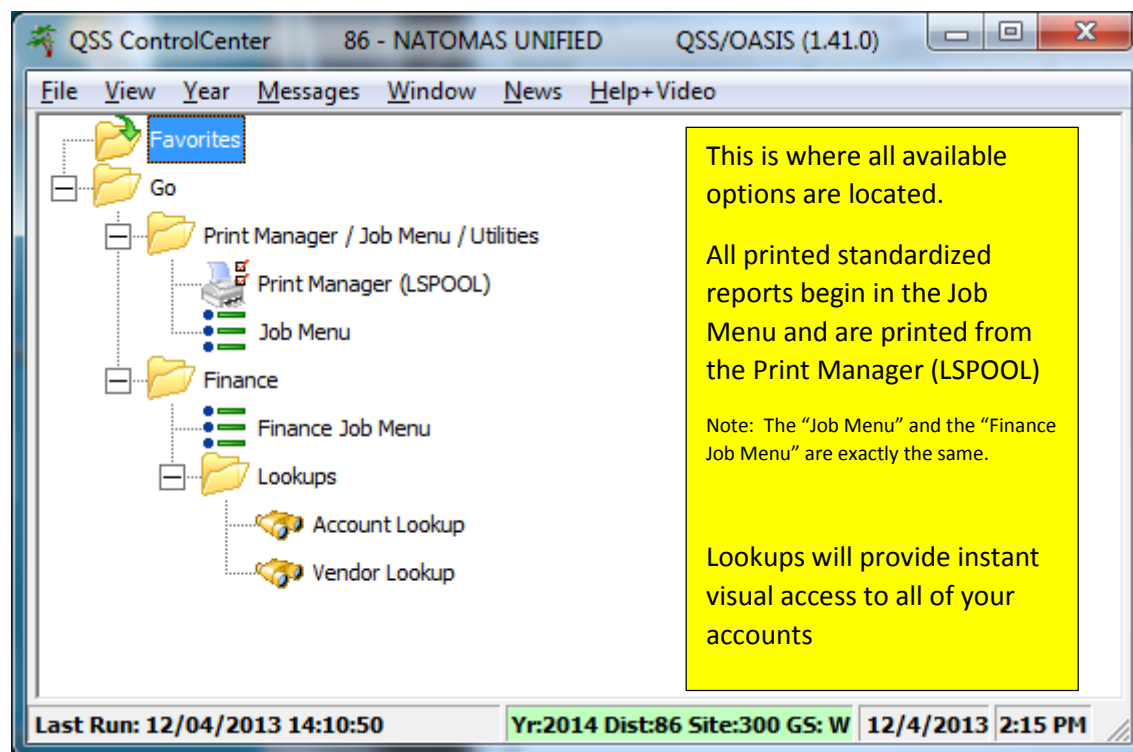 QSS ControlCenter 86 - NATOMAS UNIFIED QSS/OASIS (1.41.0)
File View Year Messages Window News Help+Video
Favorites
Go
Print Manager / Job Menu / Utilities
Print Manager (LSPOOL)
Job Menu
Finance
Finance Job Menu
Lookups
Account Lookup
Vendor Lookup
This is where all available
options are located.
All printed standardized
reports begin in the Job
Menu and are printed from
the Print Manager (LSPOOL)
Note: The “Job Menu” and the “Finance
Job Menu” are exactly the same.
Lookups will provide instant
visual access to all of your
accounts
Last Run: 12/04/2013 14:10:50 Yr:2014 Dist:86 Site:300 GS: W 12/4/2013 2:15 PM